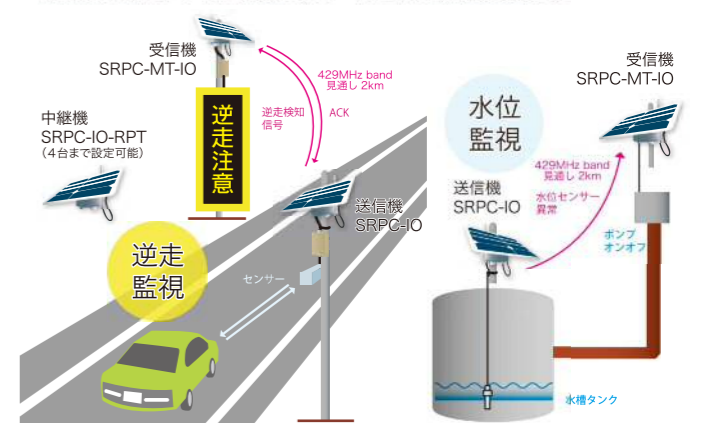 受信機
SRPC-MT-IO
429MHz band
見通し 2km
逆走検知
信号
ACK
中継機
SRPC-IO-RPT
（4台まで設定可能）
逆走注意
送信機
SRPC-IO
逆走
監視
センサー
水位
監視
受信機
SRPC-MT-IO
429MHz band
見通し 2km
水位センサー
異常
送信機
SRPC-IO
ポンプ
オンオフ
水槽タンク